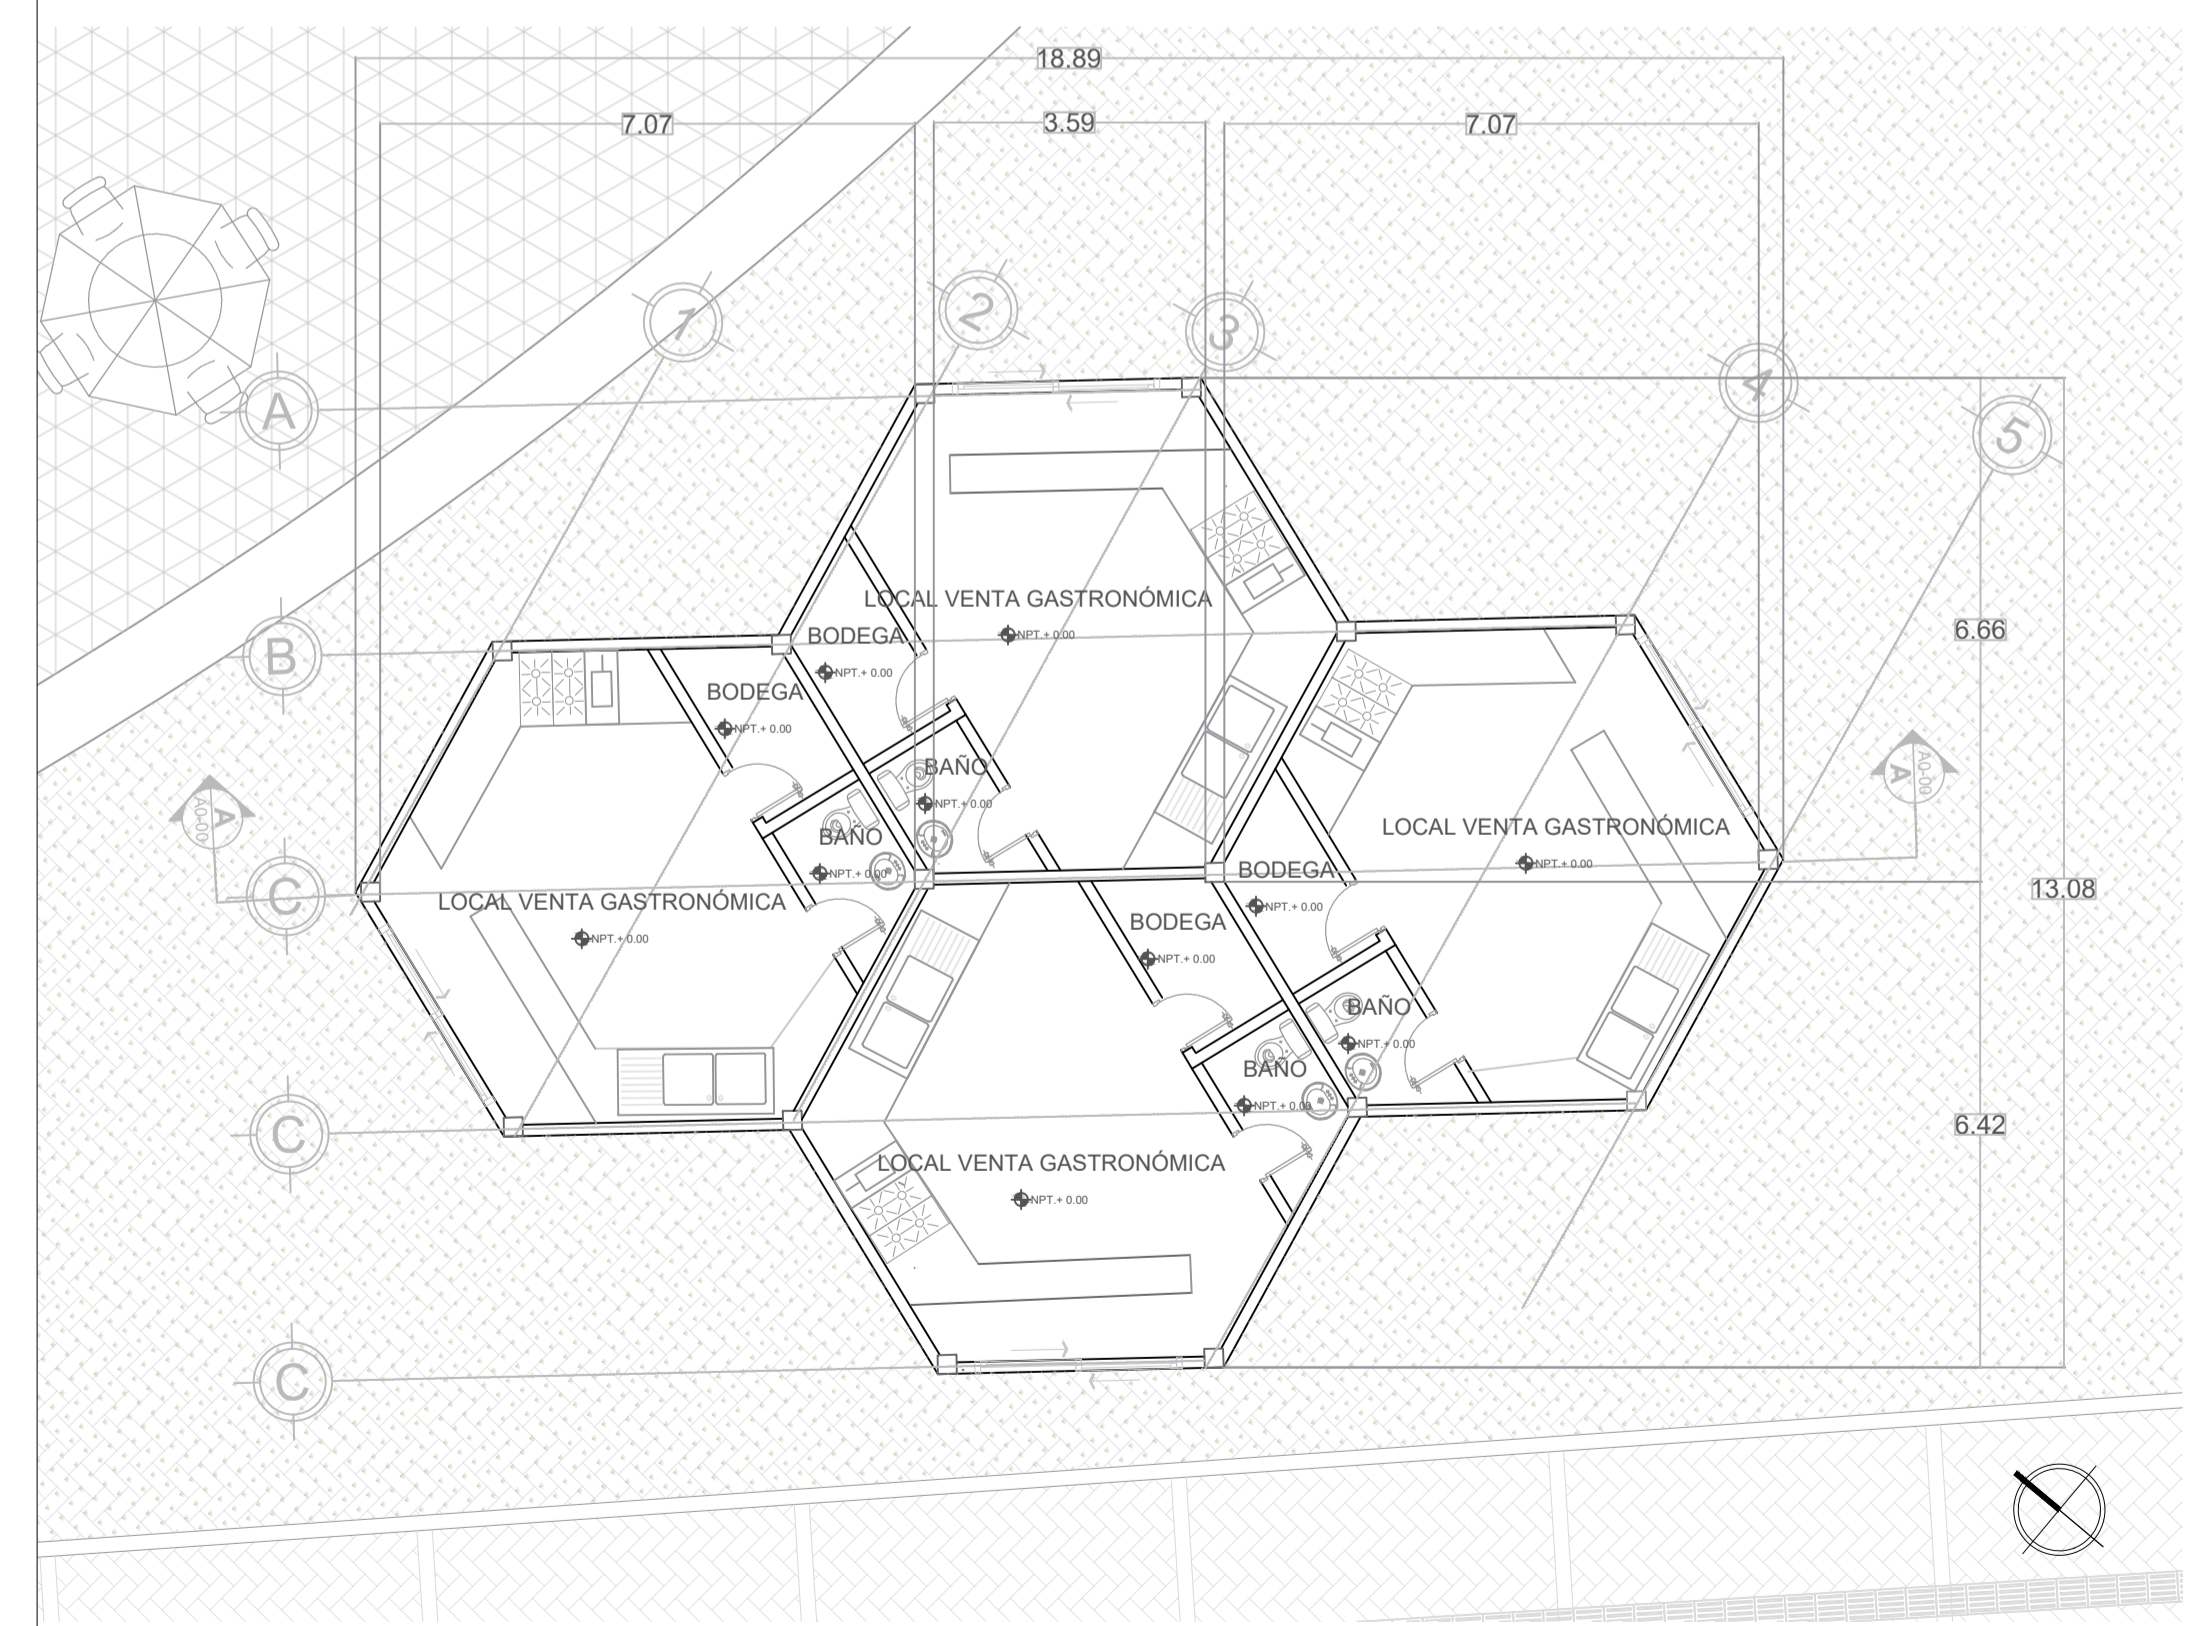 18.89
7.07
3.59
7.07
1
2
3
4
5
A
B
LOCAL VENTA GASTRONÓMICA
NPT.+ 0.00
6.66
BODEGA
NPT.+ 0.00
BODEGA
NPT.+ 0.00
BAÑO
NPT.+ 0.00
A
A0-00
A
A0-00
BAÑO
NPT.+ 0.00
LOCAL VENTA GASTRONÓMICA
NPT.+ 0.00
BODEGA
NPT.+ 0.00
C
LOCAL VENTA GASTRONÓMICA
NPT.+ 0.00
13.08
BODEGA
NPT.+ 0.00
BAÑO
NPT.+ 0.00
BAÑO
NPT.+ 0.00
C
6.42
LOCAL VENTA GASTRONÓMICA
NPT.+ 0.00
C